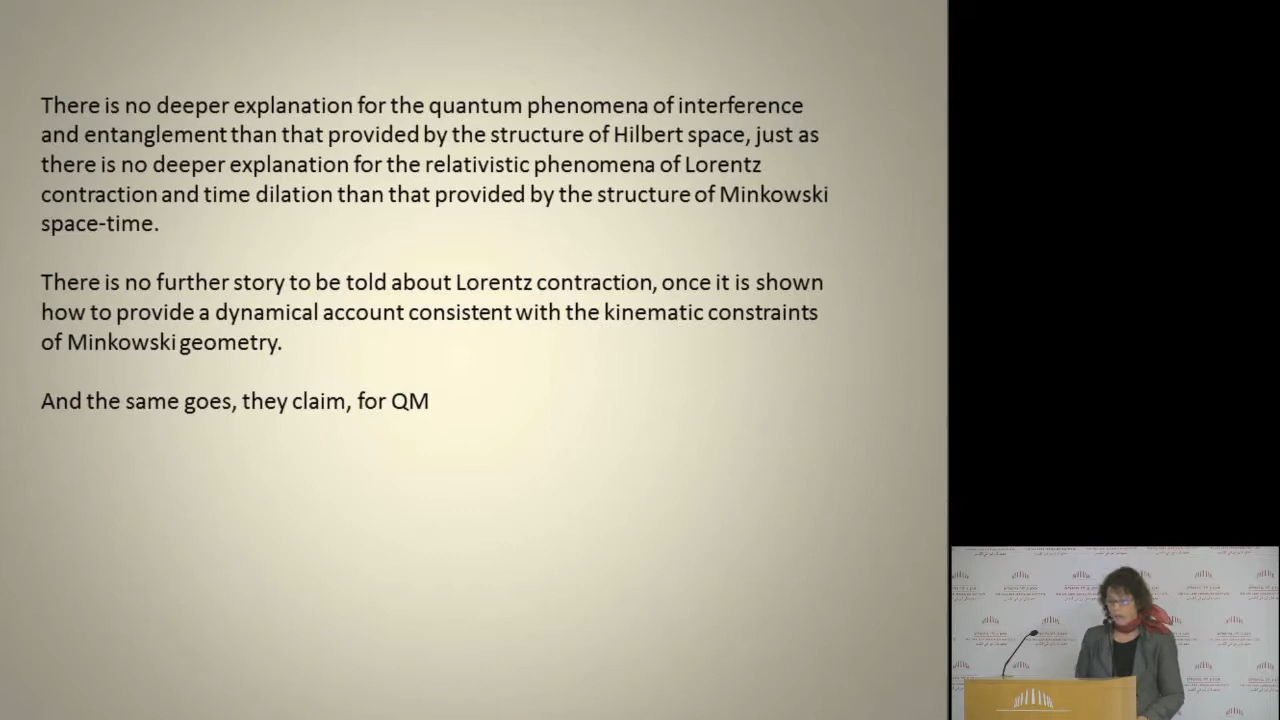 There is no deeper explanation for the quantum phenomena of interference
and entanglement than that provided by the structure of Hilbert space, just as
there is no deeper explanation for the relativistic phenomena of Lorentz
contraction and time dilation than that provided by the structure of Minkowski
space-time.
There is no further story to be told about Lorentz contraction, once it is shown
how to provide a dynamical account consistent with the kinematic constraints
of Minkowski geometry.
And the same goes, they claim, for QM